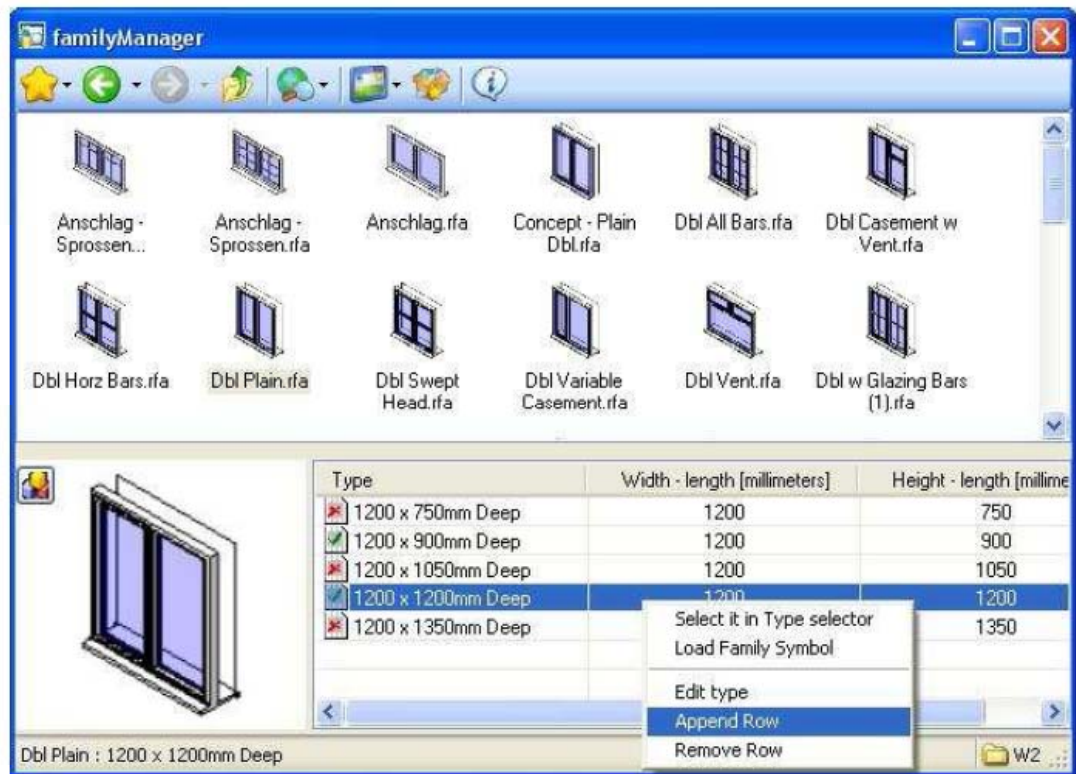 familyManager
Anschlag -
Sprossen...
Anschlag -
Sprossen.rfa
Anschlag.rfa
Concept - Plain
Dbl.rfa
Dbl All Bars.rfa
Dbl Casement w
Vent.rfa
Dbl Horz Bars.rfa
Dbl Plain.rfa
Dbl Swept
Head.rfa
Dbl Variable
Casement.rfa
Dbl Vent.rfa
Dbl w Glazing Bars
(1).rfa
Type Width - length [millimeters] Height - length [millime
1200 x 750mm Deep 1200 750
1200 x 900mm Deep 1200 900
1200 x 1050mm Deep 1200 1050
1200 x 1200mm Deep 1200 1200
1200 x 1350mm Deep 1350
Select it in Type selector
Load Family Symbol
Edit type
Append Row
Remove Row
Dbl Plain : 1200 x 1200mm Deep W2